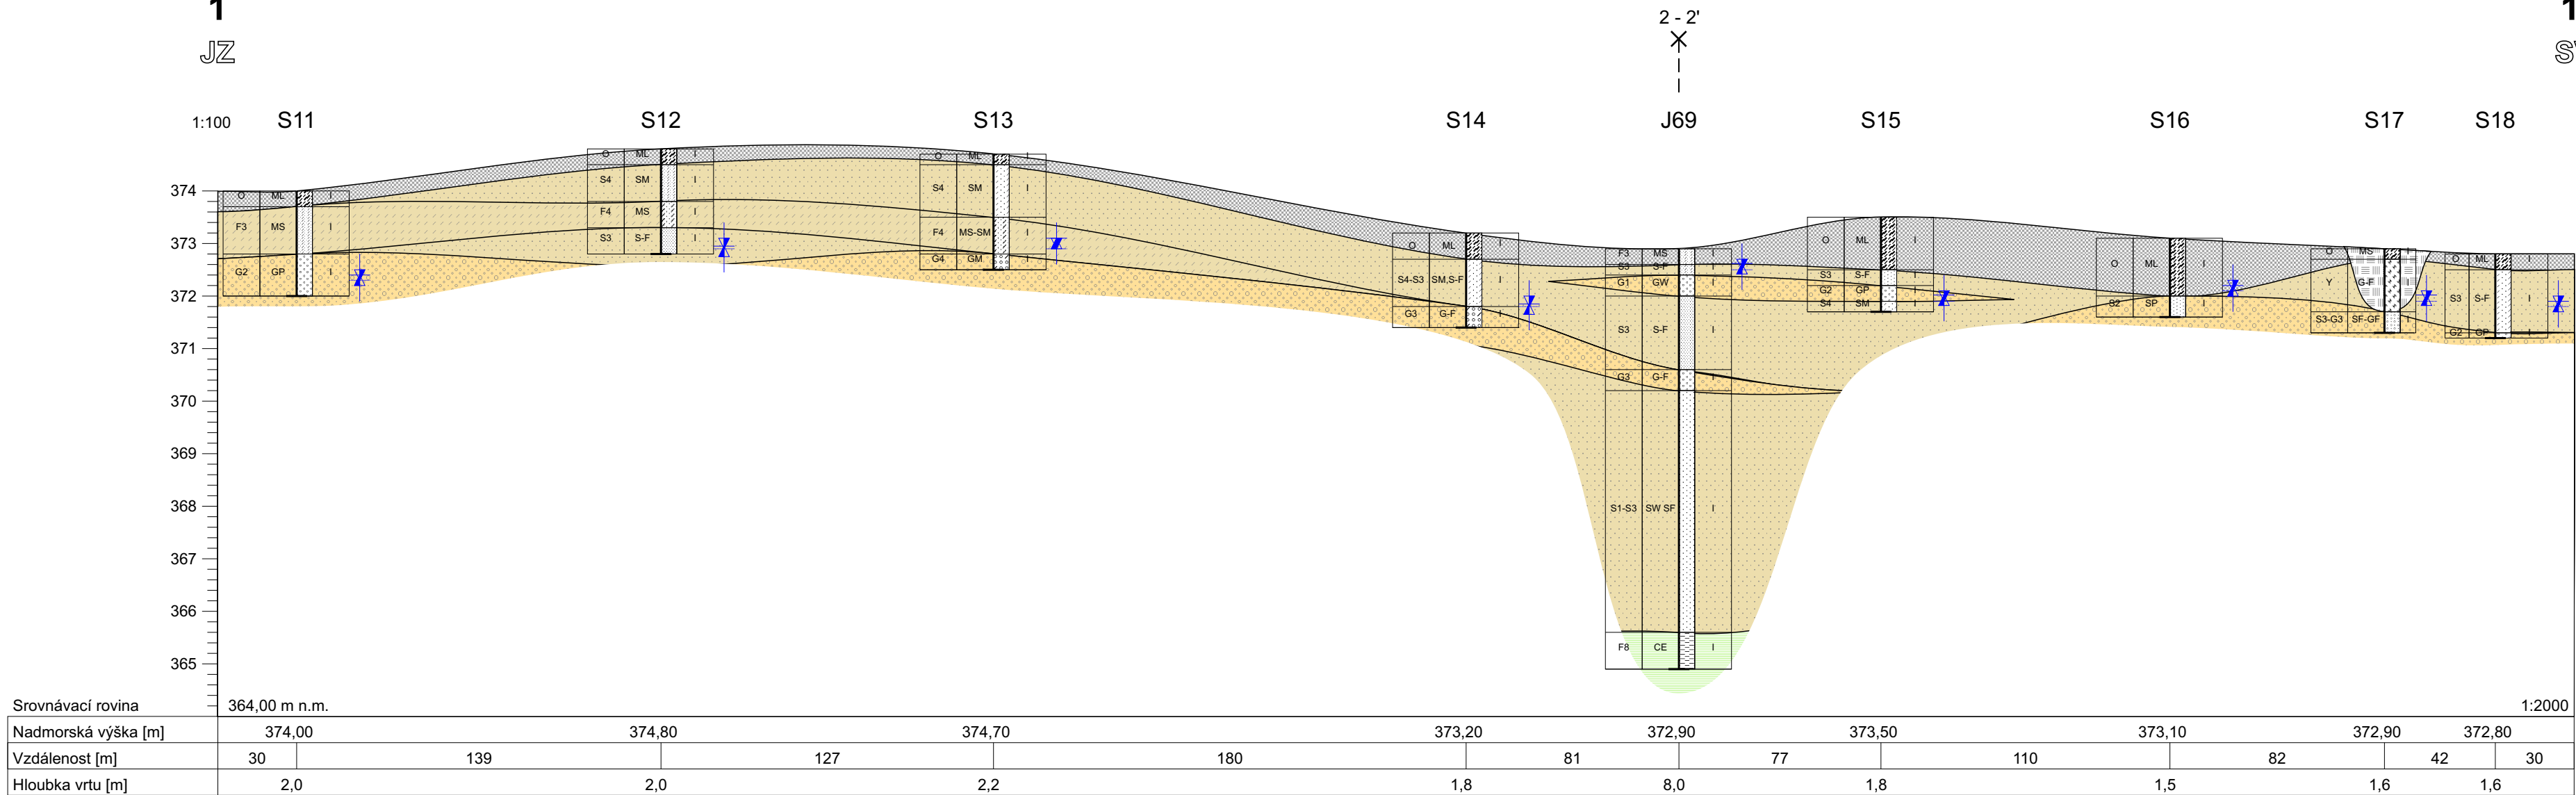 1 1
2 - 2'
JZ S
1:100 S11 S12 S13 S14 J69 S15 S16 S17 S18
O ML I
F3 MS I
G2 GP I
O ML I
S4 SM I
F4 MS I
S3 S-F I
O ML I
S4 SM I
F4 MS-SM I
G4 GM I
O ML I
S4-S3 SM,S-F I
G3 G-F I
F3 MS I
S3 S-F I
G1 GW I
S3 S-F I
G3 G-F I
S1-S3 SW SF I
F8 CE I
O ML I
S3 S-F I
G2 GP I
S4 SM I
O ML I
S2 SP I
O MS I
Y G-F I
S3-G3 SF-GF I
O ML I
S3 S-F I
G2 GP I
374
373
372
371
370
369
368
367
366
365
Srovnávací rovina 364,00 m n.m. 1:2000
Nadmorská výška [m] 374,00 374,80 374,70 373,20 372,90 373,50 373,10 372,90 372,80
Vzdálenost [m] 30 139 127 180 81 77 110 82 42 30
Hloubka vrtu [m] 2,0 2,0 2,2 1,8 8,0 1,8 1,5 1,6 1,6